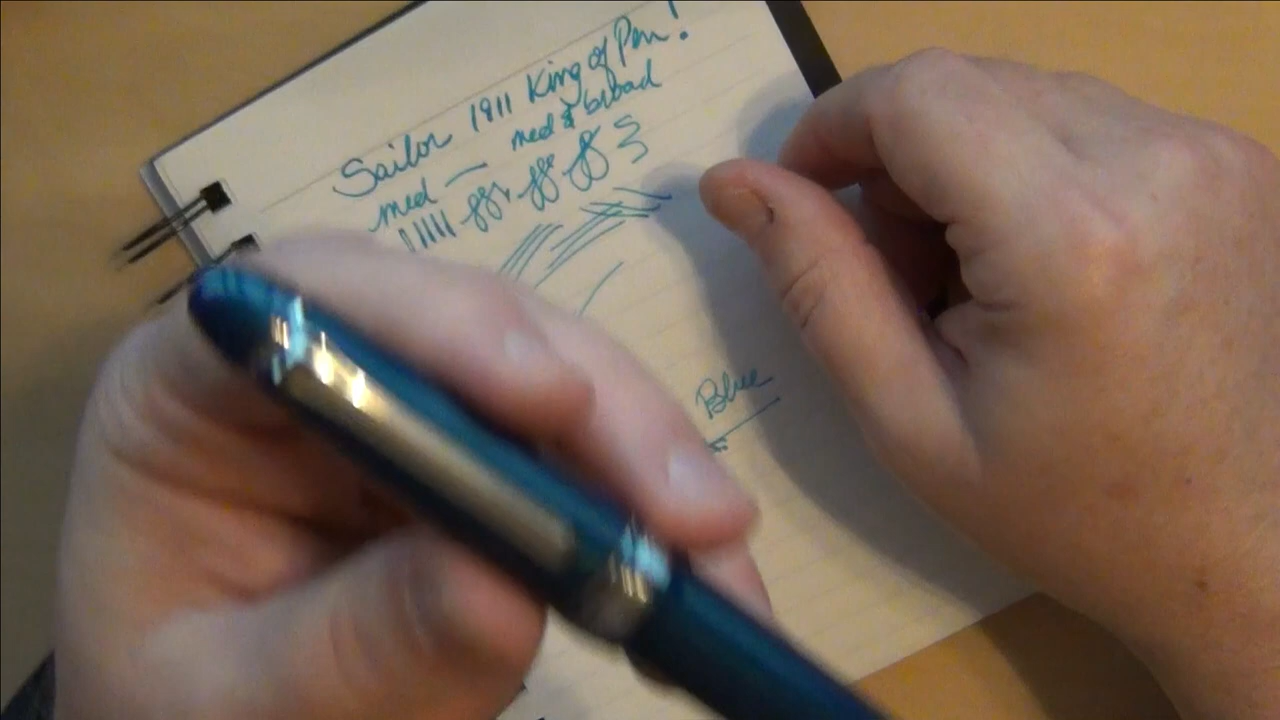 Sailor 1911 King of Pen!
med — med & broad
Blue